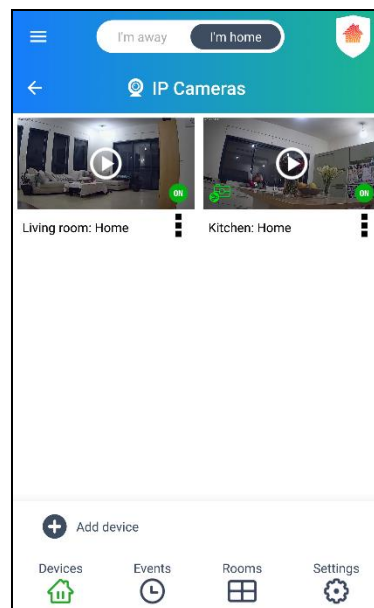 I'm away
I'm home
IP Cameras
ON
ON
Living room: Home
Kitchen: Home
Add device
Devices
Events
Rooms
Settings